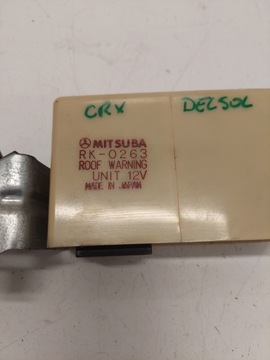 CRX DELSOL
MITSUBA
RK-0263
ROOF WARNING
UNIT 12V
MADE IN JAPAN